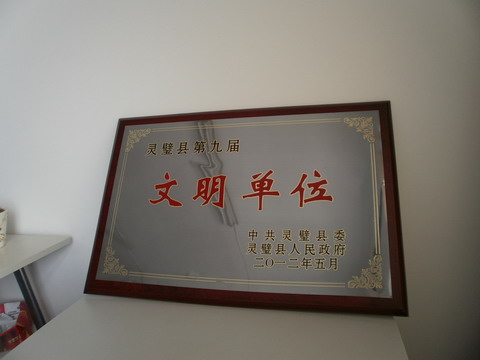 灵璧县第九届
文明单位
中共灵璧县委
灵璧县人民政府
二〇一二年五月